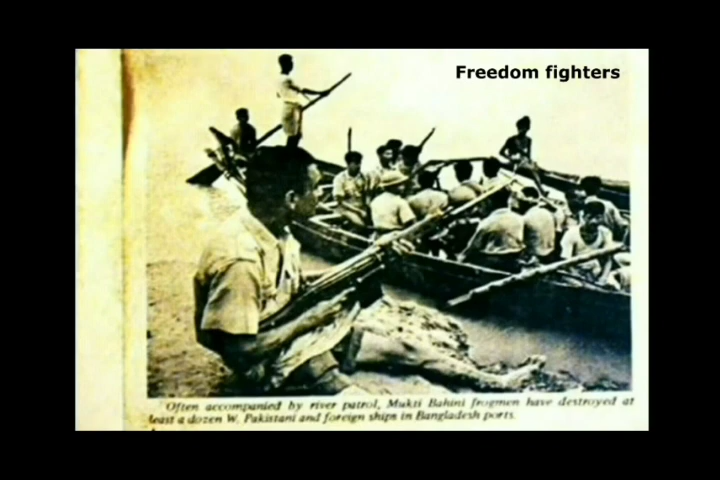 Freedom fighters
Often accompanied by river patrol, Mukti Bahini frogmen have destroyed at
least a dozen W. Pakistani and foreign ships in Bangladesh ports.